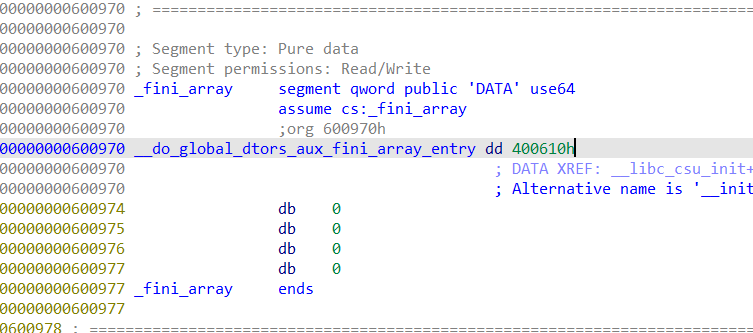 00000000600970 ; ==================================================================
00000000600970
00000000600970 ; Segment type: Pure data
00000000600970 ; Segment permissions: Read/Write
00000000600970 _fini_array segment qword public 'DATA' use64
00000000600970 assume cs:_fini_array
00000000600970 ;org 600970h
00000000600970 __do_global_dtors_aux_fini_array_entry dd 400610h
00000000600970 ; DATA XREF: __libc_csu_init+
00000000600970 ; Alternative name is '__init
00000000600974 db 0
00000000600975 db 0
00000000600976 db 0
00000000600977 db 0
00000000600977 _fini_array ends
00000000600977
0600978 ; ==================================================================